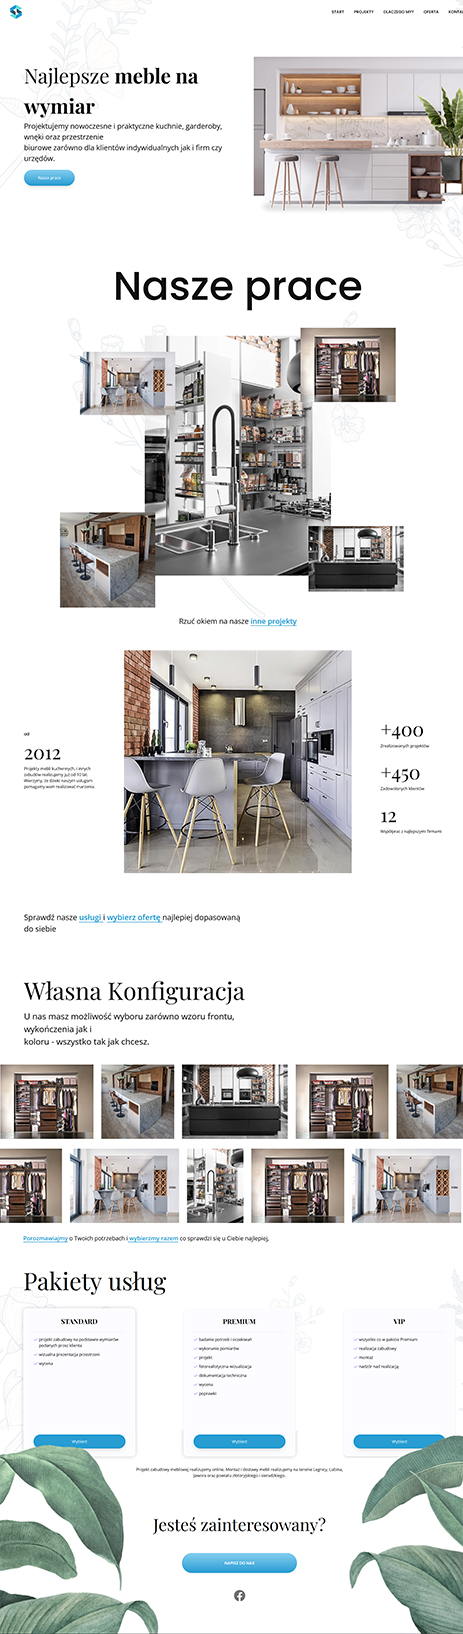 START PROJEKTY DLACZEGO MY? OFERTA KONTA
Najlepsze meble na
wymiar
Projektujemy nowoczesne i praktyczne kuchnie, garderoby,
wnęki oraz przestrzenie
biurowe zarówno dla klientów indywidualnych jak i firm czy
urzędów.
Nasze prace
Nasze prace
Rzuć okiem na nasze inne projekty
od
2012
Projekty mebli kuchennych, i innych
zabudów realizujemy już od 10 lat.
Wierzymy, że dzięki naszym usługom
pomagamy wam realizować marzenia.
+400
Zrealizowanych projektów
+450
Zadowolonych klientów
12
Współprac z najlepszymi firmami
Sprawdź nasze usługi i wybierz ofertę najlepiej dopasowaną
do siebie
Własna Konfiguracja
U nas masz możliwość wyboru zarówno wzoru frontu,
wykończenia jak i
koloru - wszystko tak jak chcesz.
Porozmawiajmy o Twoich potrzebach i wybierzmy razem co sprawdzi się u Ciebie najlepiej.
Pakiety usług
STANDARD
projekt zabudowy na podstawie wymiarów
podanych przez klienta
wizualna prezentacja przestrzeni
wycena
Wybierz
PREMIUM
badanie potrzeb i oczekiwań
wykonanie pomiarów
projekt
fotorealistyczna wizualizacja
dokumentacja techniczna
wycena
poprawki
Wybierz
VIP
wszystko co w pakiecie Premium
realizacja zabudowy
montaż
nadzór nad realizacją
Wybierz
Projekt zabudowy meblowej realizujemy online. Montaż i dostawy mebli realizujemy na terenie Legnicy, Lubina,
Jawora oraz powiatu złotoryjskiego i średzkiego.
Jesteś zainteresowany?
NAPISZ DO NAS